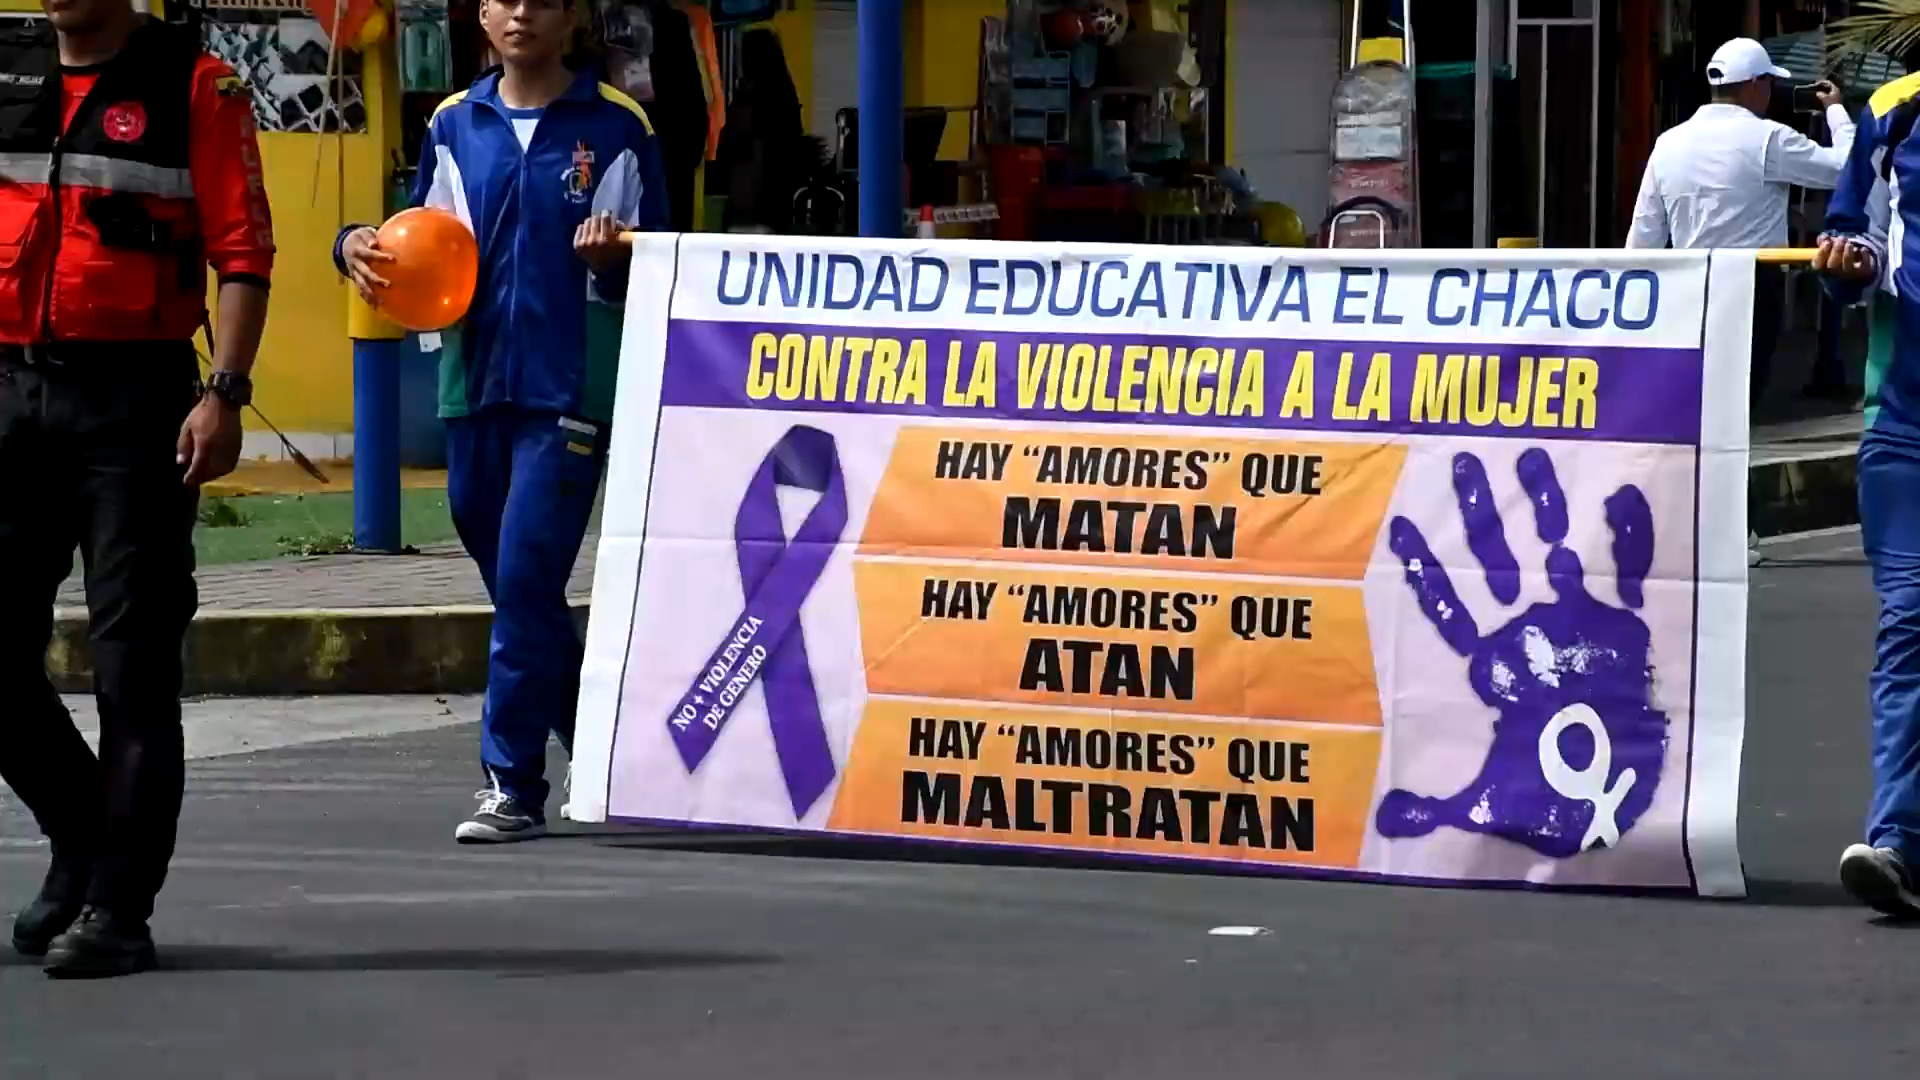 UNIDAD EDUCATIVA EL CHACO
CONTRA LA VIOLENCIA A LA MUJER
HAY “AMORES” QUE
MATAN
HAY “AMORES” QUE
ATAN
HAY “AMORES” QUE
MALTRATAN
NO + VIOLENCIA
DE GENERO